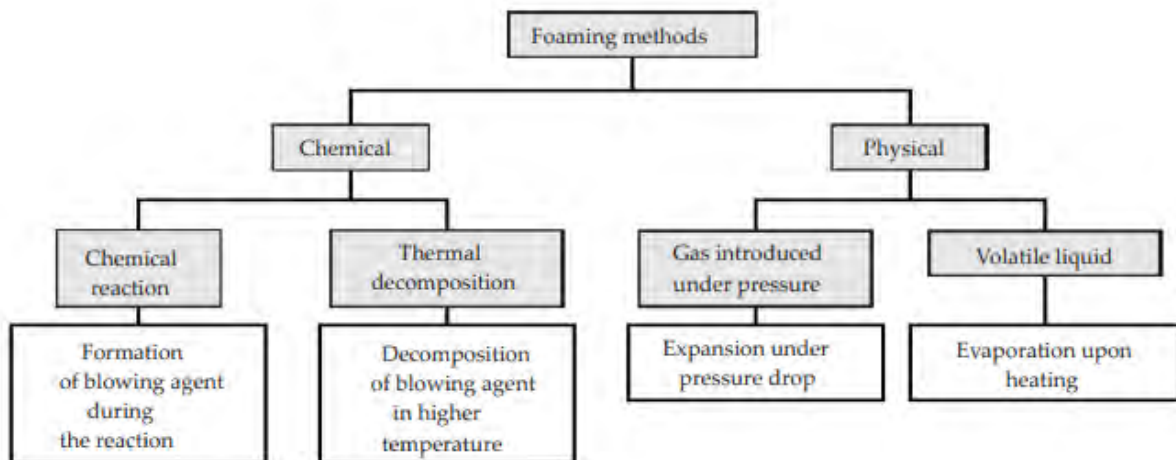 Foaming methods
Chemical
Physical
Chemical
reaction
Thermal
decomposition
Gas introduced
under pressure
Volatile liquid
Formation
of blowing agent
during
the reaction
Decomposition
of blowing agent
in higher
temperature
Expansion under
pressure drop
Evaporation upon
heating